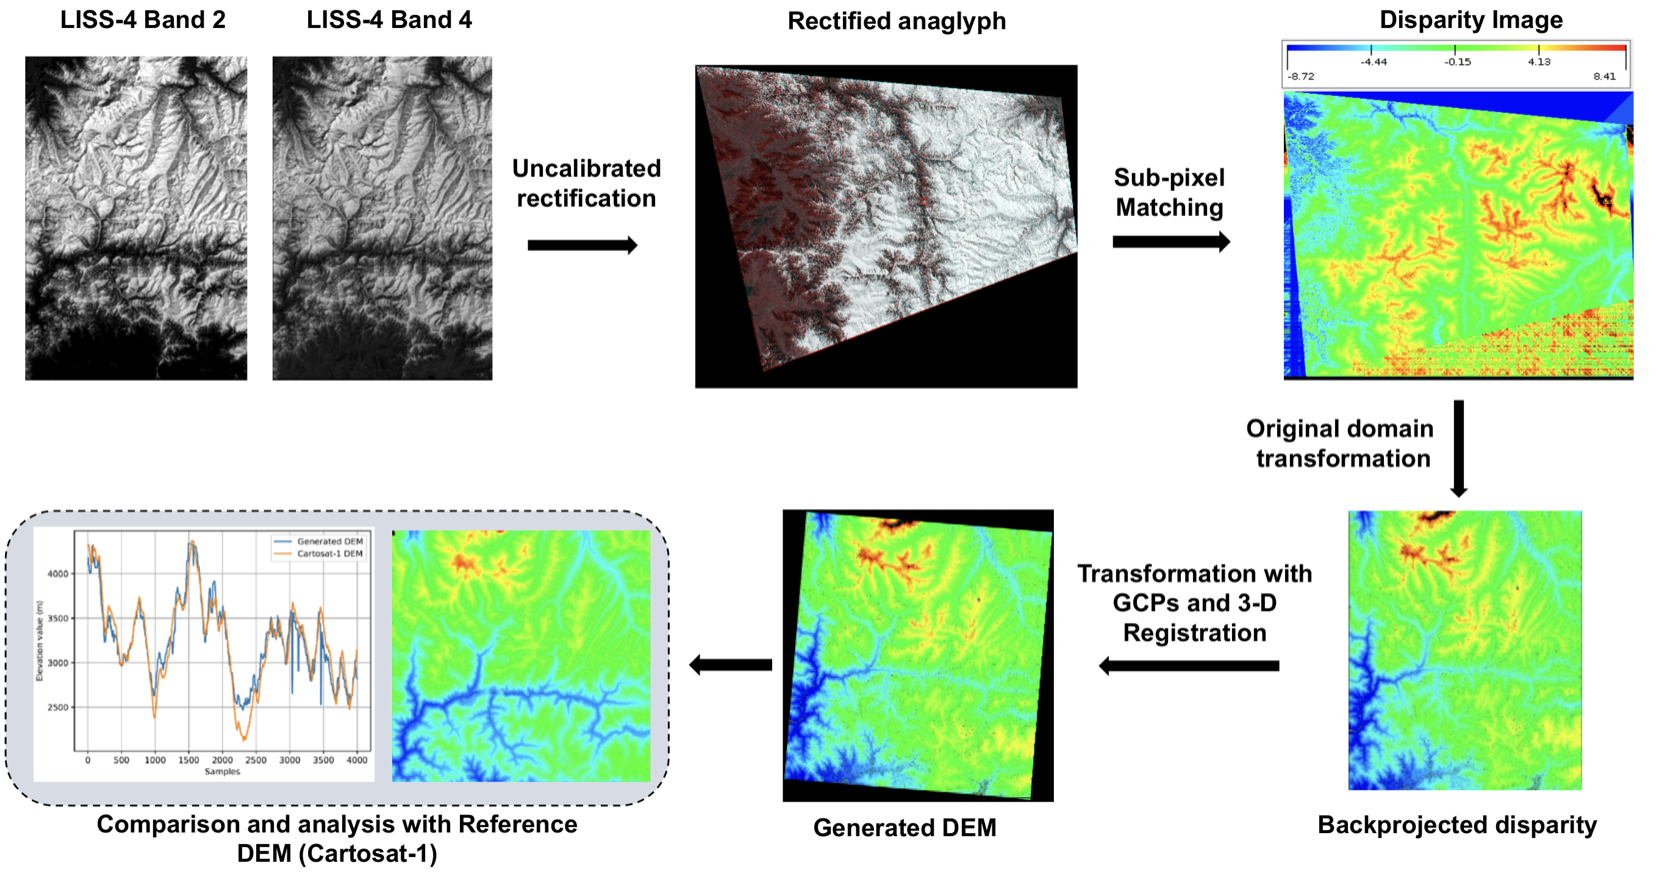 LISS-4 Band 2
LISS-4 Band 4
Rectified anaglyph
Disparity Image
-8.72
-4.44
-0.15
4.13
8.41
Uncalibrated
rectification
Sub-pixel
Matching
Original domain
transformation
Backprojected disparity
Transformation with
GCPs and 3-D
Registration
Generated DEM
Generated DEM
Cartosat-1 DEM
Elevation value (m)
4000
3500
3000
2500
0
500
1000
1500
2000
2500
3000
3500
4000
Samples
Comparison and analysis with Reference
DEM (Cartosat-1)